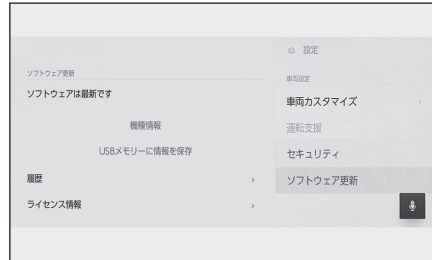 設定
ソフトウェア更新
ソフトウェアは最新です
機種情報
USBメモリーに情報を保存
履歴
ライセンス情報
車両設定
車両カスタマイズ
運転支援
セキュリティ
ソフトウェア更新